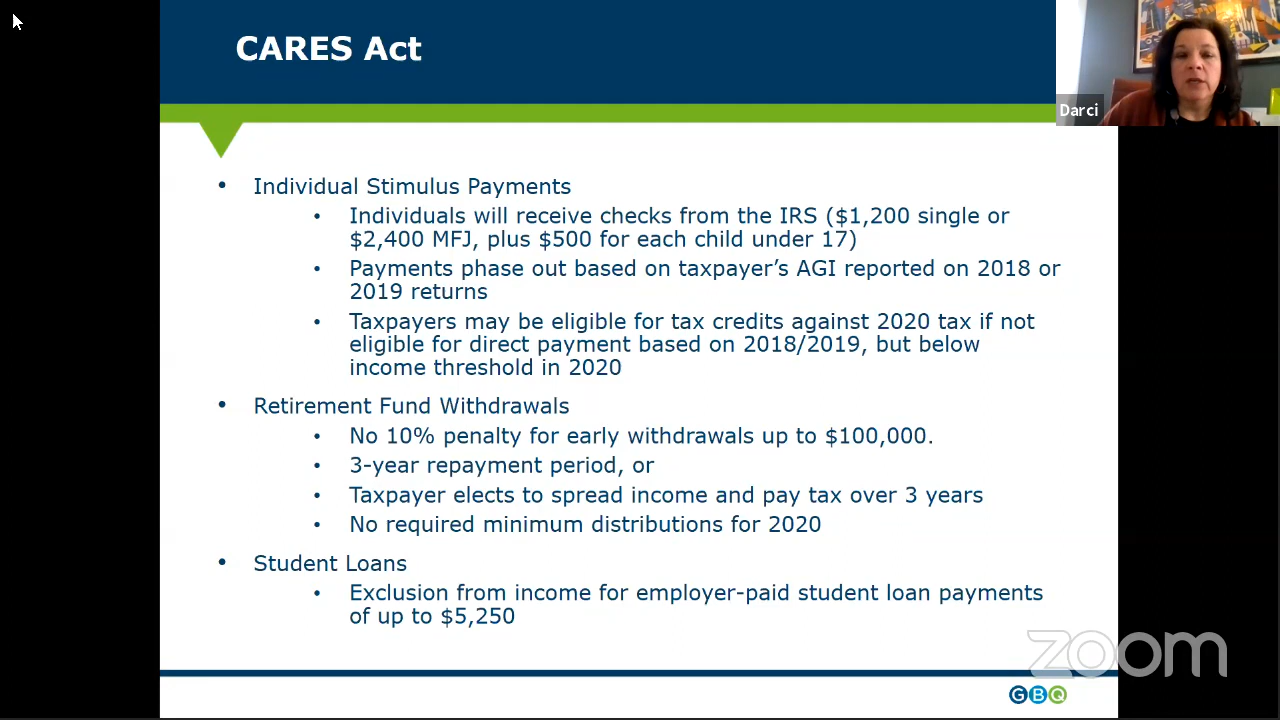 CARES Act
Darci
• Individual Stimulus Payments
• Individuals will receive checks from the IRS ($1,200 single or
$2,400 MFJ, plus $500 for each child under 17)
• Payments phase out based on taxpayer’s AGI reported on 2018 or
2019 returns
• Taxpayers may be eligible for tax credits against 2020 tax if not
eligible for direct payment based on 2018/2019, but below
income threshold in 2020
• Retirement Fund Withdrawals
• No 10% penalty for early withdrawals up to $100,000.
• 3-year repayment period, or
• Taxpayer elects to spread income and pay tax over 3 years
• No required minimum distributions for 2020
• Student Loans
• Exclusion from income for employer-paid student loan payments
of up to $5,250
zoom
GBQ